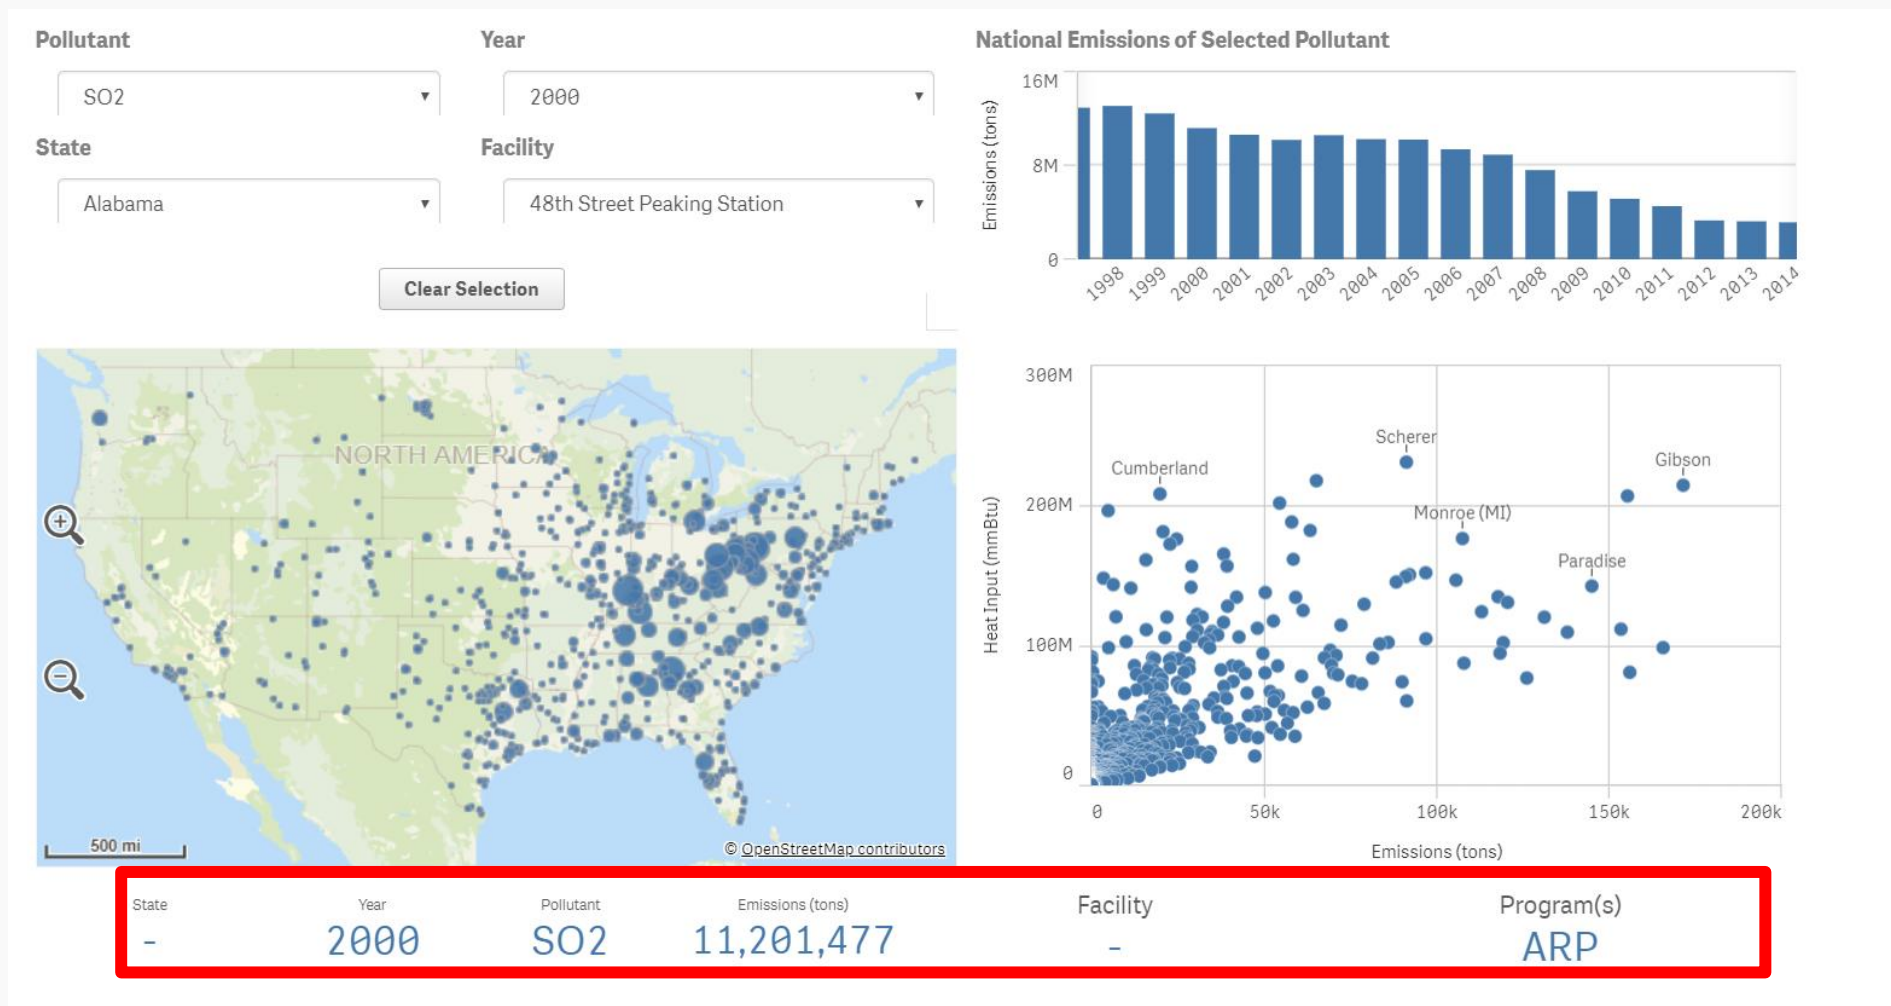 Pollutant
SO2
Year
2000
State
Alabama
Facility
48th Street Peaking Station
Clear Selection
National Emissions of Selected Pollutant
Emissions (tons)
16M
8M
0
1998 1999 2000 2001 2002 2003 2004 2005 2006 2007 2008 2009 2010 2011 2012 2013 2014
NORTH AMERICA
500 mi
© OpenStreetMap contributors
Heat Input (mmBtu)
300M
200M
100M
0
Scherer
Cumberland
Gibson
Monroe (MI)
Paradise
0 50k 100k 150k 200k
Emissions (tons)
State
-
Year
2000
Pollutant
SO2
Emissions (tons)
11,201,477
Facility
-
Program(s)
ARP